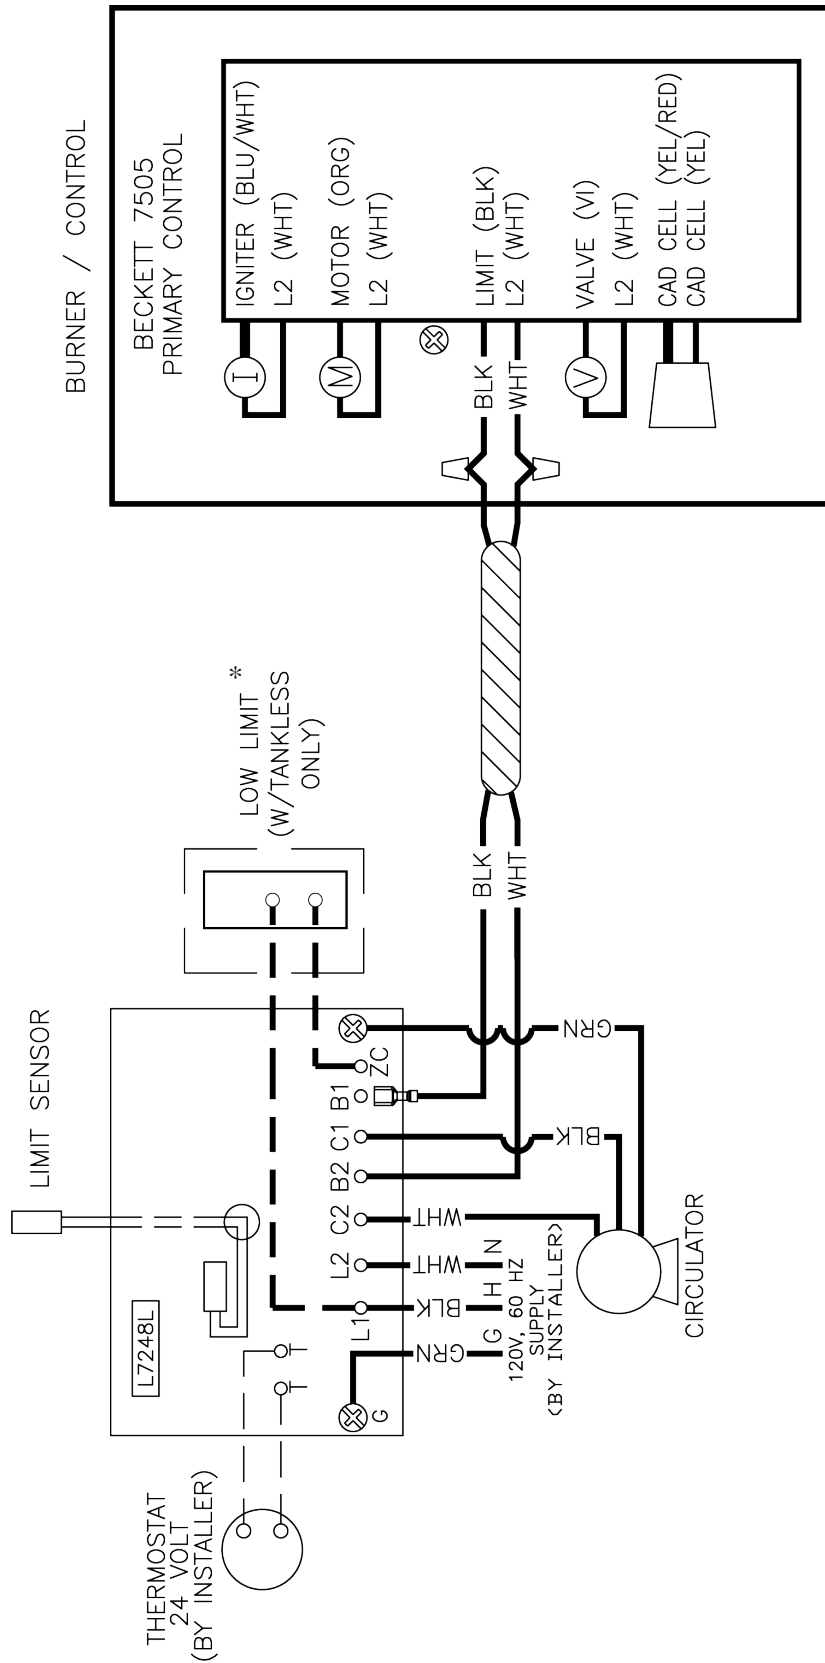 BURNER / CONTROL
BECKETT 7505
PRIMARY CONTROL
IGNITER (BLU/WHT)
L2 (WHT)
MOTOR (ORG)
L2 (WHT)
LIMIT (BLK)
L2 (WHT)
VALVE (VI)
L2 (WHT)
CAD CELL (YEL/RED)
CAD CELL (YEL)
I
M
V
BLK
WHT
LOW LIMIT *
(W/TANKLESS
ONLY)
BLK
WHT
LIMIT SENSOR
L7248L
ZC
B1
C1
B2
C2
L2
L1
G
T
T
GRN
BLK
WHT
WHT
BLK
GRN
N
H
G
120V, 60 HZ
SUPPLY
(BY INSTALLER)
CIRCULATOR
THERMOSTAT
24 VOLT
(BY INSTALLER)